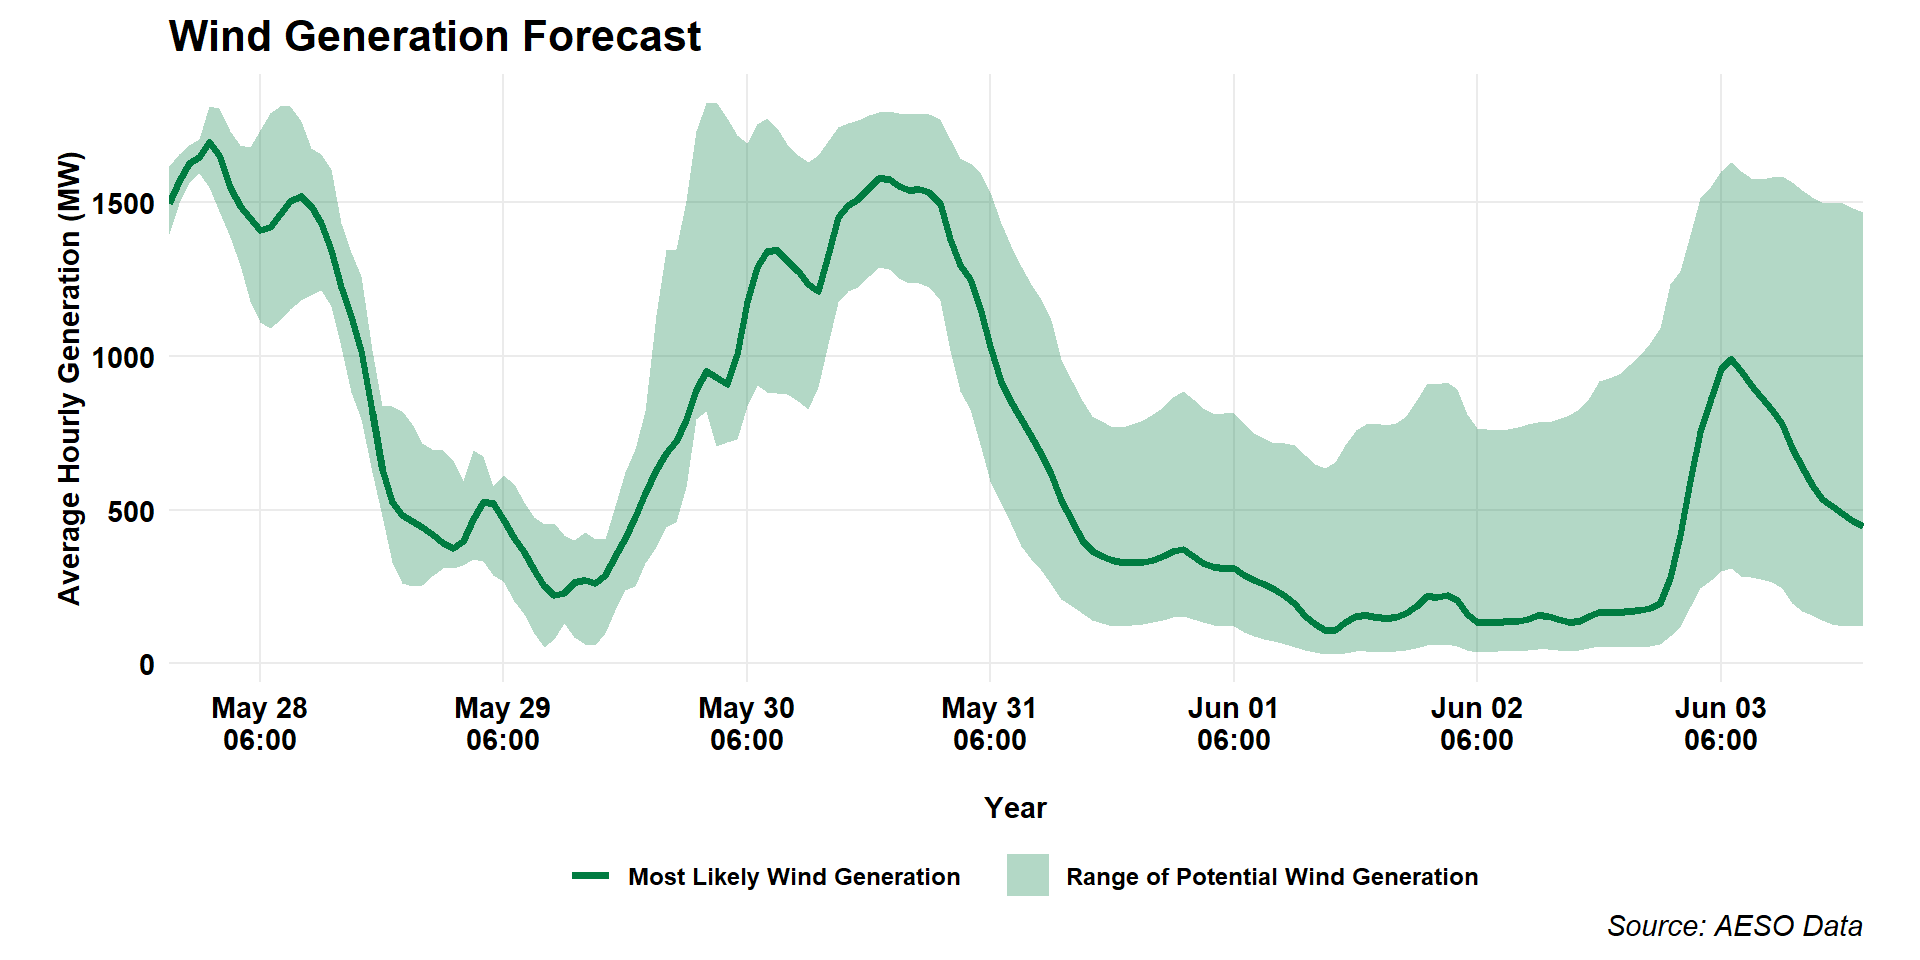 Wind Generation Forecast
Average Hourly Generation (MW)
1500
1000
500
0
May 28
06:00
May 29
06:00
May 30
06:00
May 31
06:00
Jun 01
06:00
Jun 02
06:00
Jun 03
06:00
Year
Most Likely Wind Generation
Range of Potential Wind Generation
Source: AESO Data